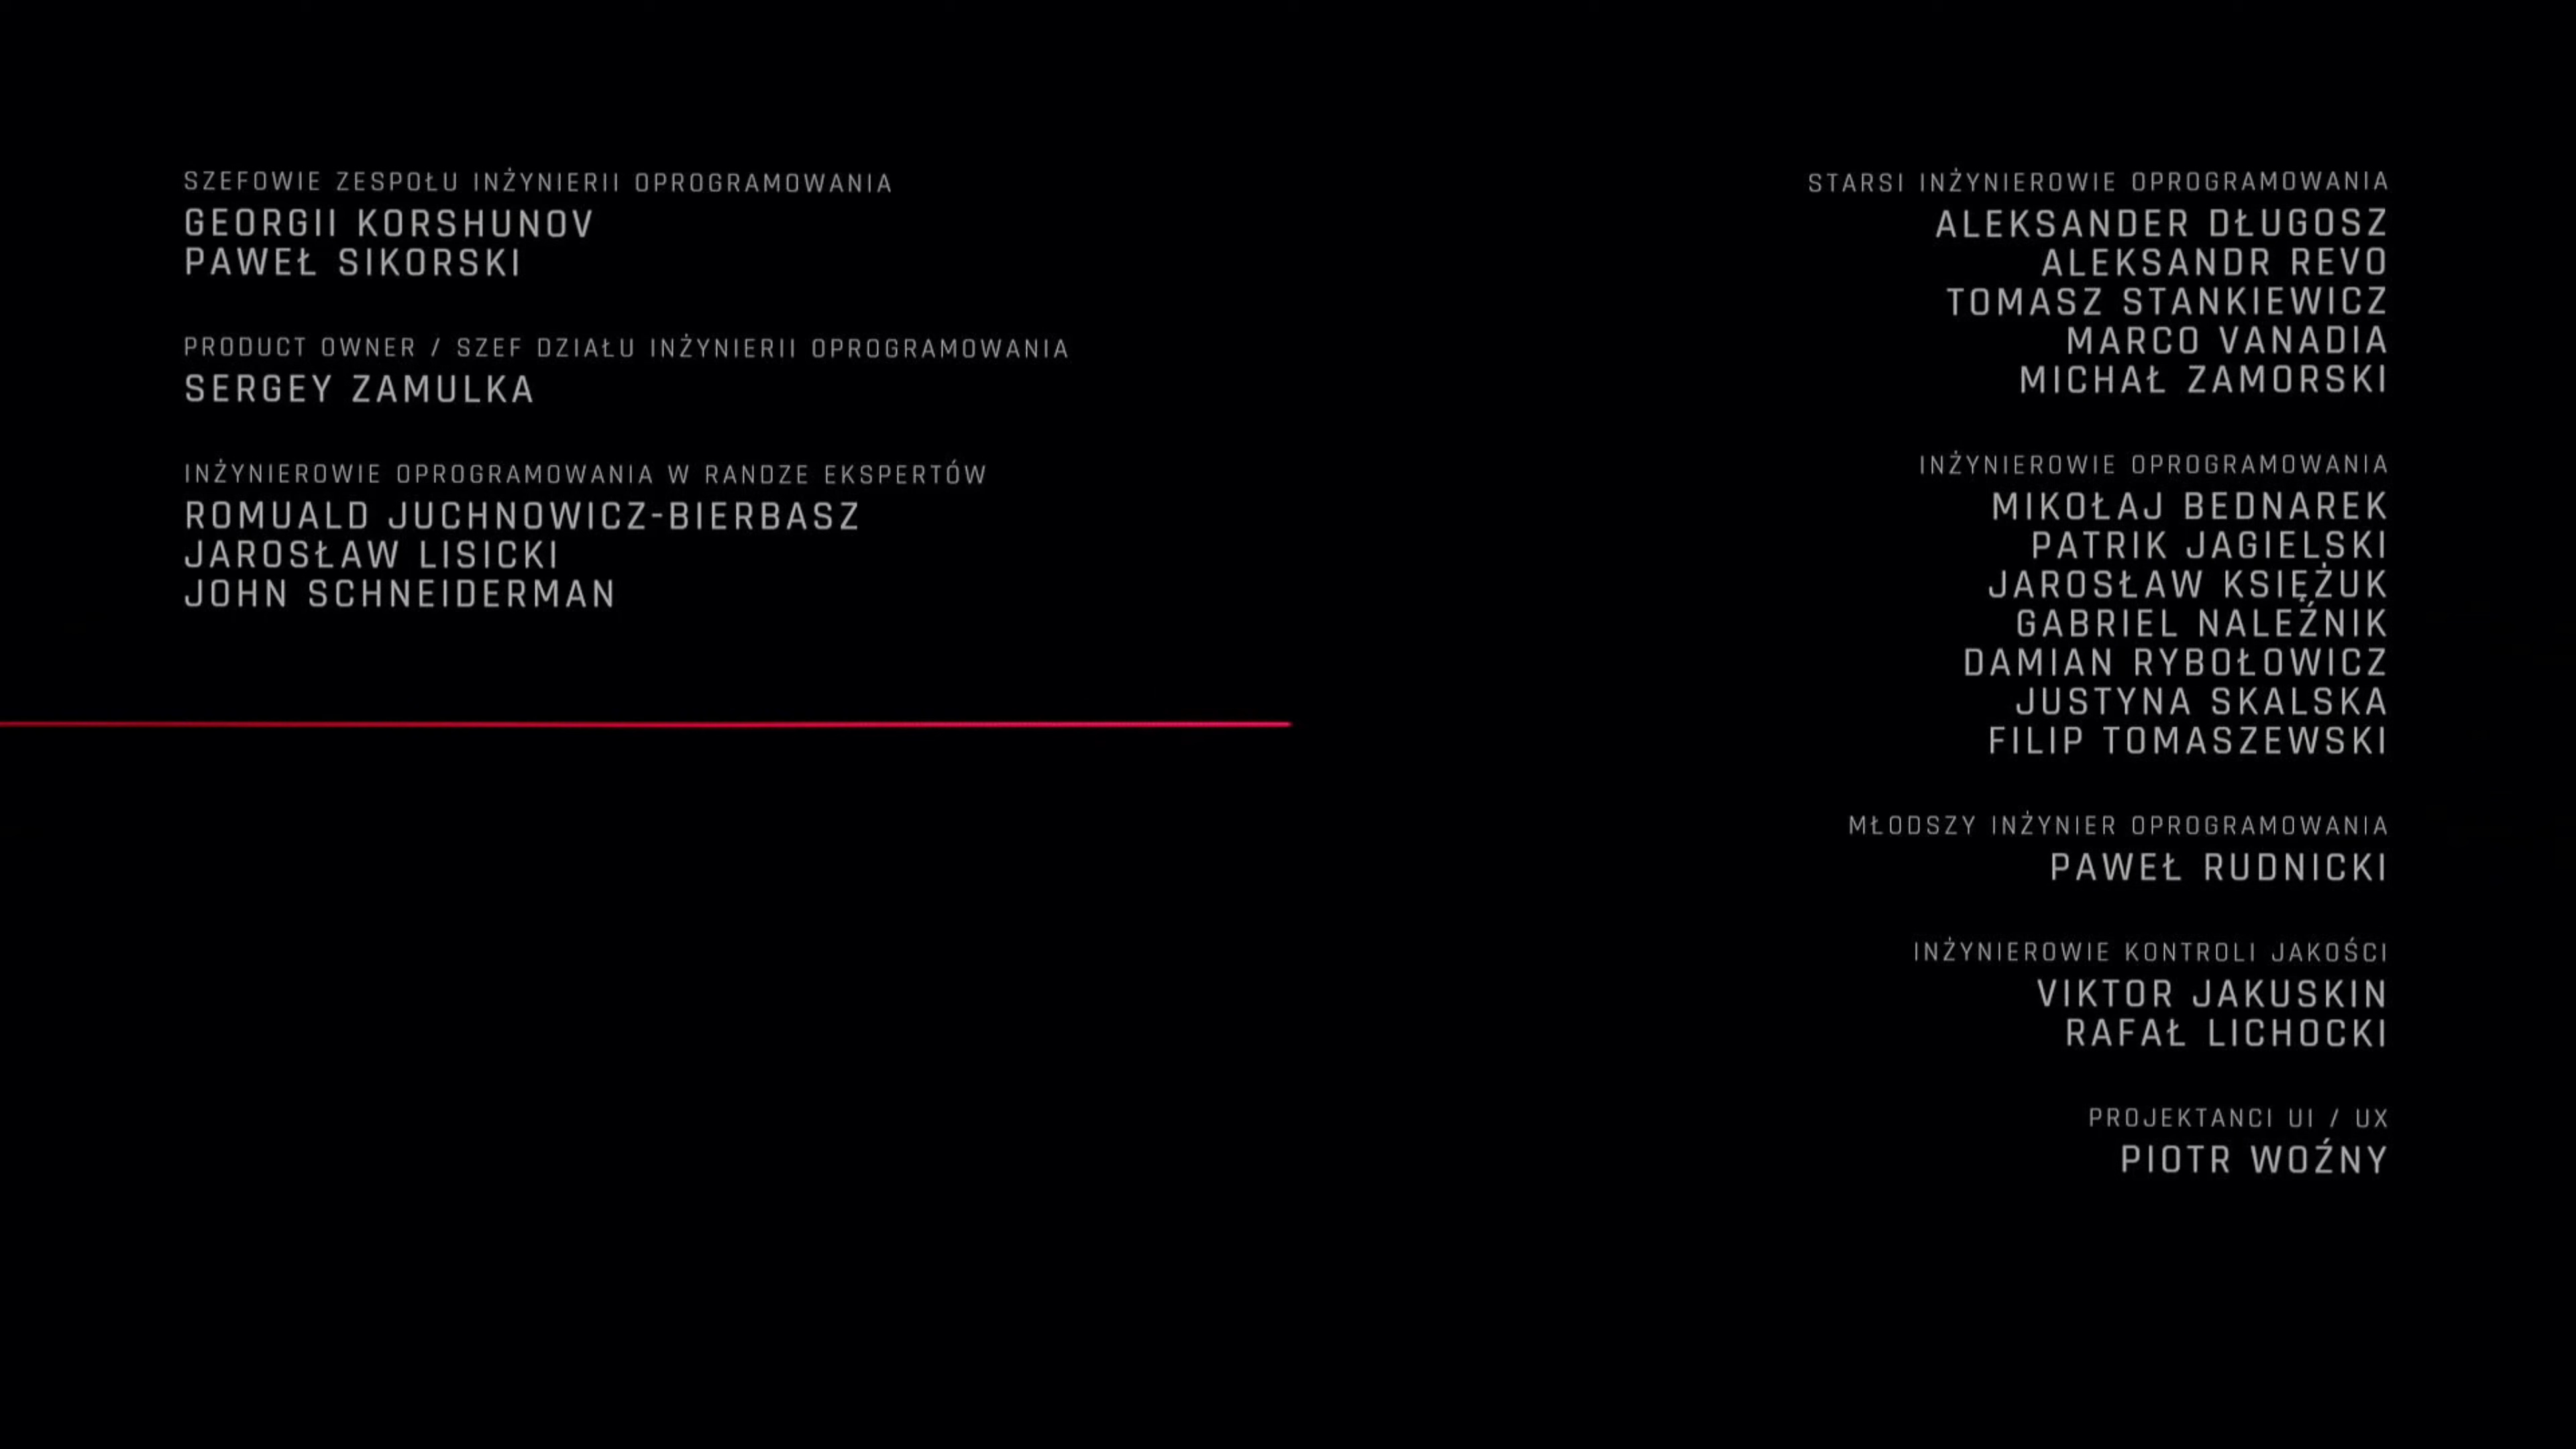 SZEFOWIE ZESPOŁU INŻYNIERII OPROGRAMOWANIA
GEORGII KORSHUNOV
PAWEŁ SIKORSKI
PRODUCT OWNER / SZEF DZIAŁU INŻYNIERII OPROGRAMOWANIA
SERGEY ZAMULKA
INŻYNIEROWIE OPROGRAMOWANIA W RANDZE EKSPERTÓW
ROMUALD JUCHNOWICZ-BIERBASZ
JAROSŁAW LISICKI
JOHN SCHNEIDERMAN
STARSI INŻYNIEROWIE OPROGRAMOWANIA
ALEKSANDER DŁUGOSZ
ALEKSANDR REVO
TOMASZ STANKIEWICZ
MARCO VANADIA
MICHAŁ ZAMORSKI
INŻYNIEROWIE OPROGRAMOWANIA
MIKOŁAJ BEDNAREK
PATRIK JAGIELSKI
JAROSŁAW KSIĘŻUK
GABRIEL NALEŹNIK
DAMIAN RYBOŁOWICZ
JUSTYNA SKALSKA
FILIP TOMASZEWSKI
MŁODSZY INŻYNIER OPROGRAMOWANIA
PAWEŁ RUDNICKI
INŻYNIEROWIE KONTROLI JAKOŚCI
VIKTOR JAKUSKIN
RAFAŁ LICHOCKI
PROJEKTANCI UI / UX
PIOTR WOŹNY